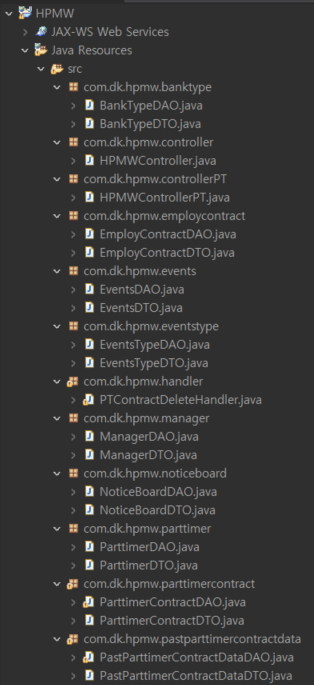 HPMW
JAX-WS Web Services
Java Resources
src
com.dk.hpmw.banktype
BankTypeDAO.java
BankTypeDTO.java
com.dk.hpmw.controller
HPMWController.java
com.dk.hpmw.controllerPT
HPMWControllerPT.java
com.dk.hpmw.employcontract
EmployContractDAO.java
EmployContractDTO.java
com.dk.hpmw.events
EventsDAO.java
EventsDTO.java
com.dk.hpmw.eventstype
EventsTypeDAO.java
EventsTypeDTO.java
com.dk.hpmw.handler
PTContractDeleteHandler.java
com.dk.hpmw.manager
ManagerDAO.java
ManagerDTO.java
com.dk.hpmw.noticeboard
NoticeBoardDAO.java
NoticeBoardDTO.java
com.dk.hpmw.parttimer
ParttimerDAO.java
ParttimerDTO.java
com.dk.hpmw.parttimercontract
ParttimerContractDAO.java
ParttimerContractDTO.java
com.dk.hpmw.pastparttimercontractdata
PastParttimerContractDataDAO.java
PastParttimerContractDataDTO.java